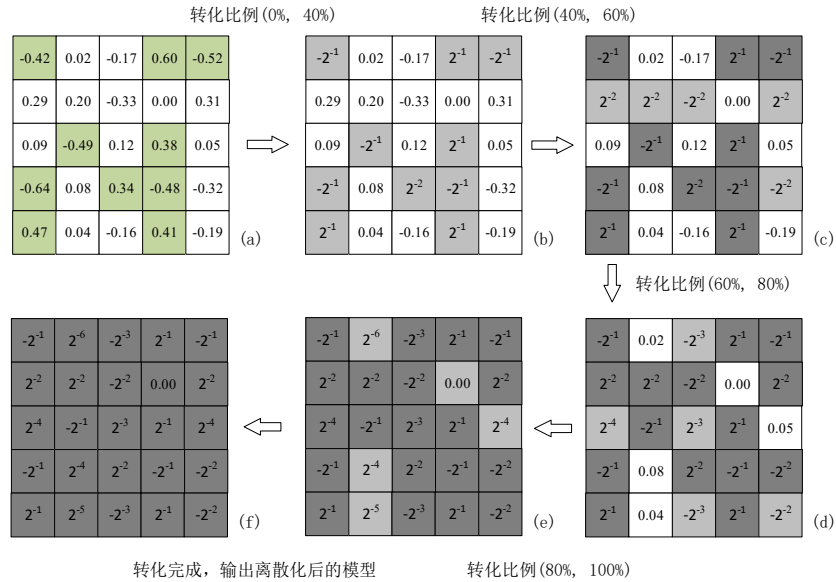 转化比例(0%, 40%)
转化比例(40%, 60%)
-0.42 0.02 -0.17 0.60 -0.52
0.29 0.20 -0.33 0.00 0.31
0.09 -0.49 0.12 0.38 0.05
-0.64 0.08 0.34 -0.48 -0.32
0.47 0.04 -0.16 0.41 -0.19
(a)
-2⁻¹ 0.02 -0.17 2⁻¹ -2⁻¹
0.29 0.20 -0.33 0.00 0.31
0.09 -2⁻¹ 0.12 2⁻¹ 0.05
-2⁻¹ 0.08 2⁻² -2⁻¹ -0.32
2⁻¹ 0.04 -0.16 2⁻¹ -0.19
(b)
-2⁻¹ 0.02 -0.17 2⁻¹ -2⁻¹
2⁻² 2⁻² -2⁻² 0.00 2⁻²
0.09 -2⁻¹ 0.12 2⁻¹ 0.05
-2⁻¹ 0.08 2⁻² -2⁻¹ -2⁻²
2⁻¹ 0.04 -0.16 2⁻¹ -0.19
(c)
转化比例(60%, 80%)
-2⁻¹ 2⁻⁶ -2⁻³ 2⁻¹ -2⁻¹
2⁻² 2⁻² -2⁻² 0.00 2⁻²
2⁻⁴ -2⁻¹ 2⁻³ 2⁻¹ 2⁻⁴
-2⁻¹ 2⁻⁴ 2⁻² -2⁻¹ -2⁻²
2⁻¹ 2⁻⁵ -2⁻³ 2⁻¹ -2⁻²
(f)
-2⁻¹ 2⁻⁶ -2⁻³ 2⁻¹ -2⁻¹
2⁻² 2⁻² -2⁻² 0.00 2⁻²
2⁻⁴ -2⁻¹ 2⁻³ 2⁻¹ 2⁻⁴
-2⁻¹ 2⁻⁴ 2⁻² -2⁻¹ -2⁻²
2⁻¹ 2⁻⁵ -2⁻³ 2⁻¹ -2⁻²
(e)
-2⁻¹ 0.02 -2⁻³ 2⁻¹ -2⁻¹
2⁻² 2⁻² -2⁻² 0.00 2⁻²
2⁻⁴ -2⁻¹ 2⁻³ 2⁻¹ 0.05
-2⁻¹ 0.08 2⁻² -2⁻¹ -2⁻²
2⁻¹ 0.04 -2⁻³ 2⁻¹ -2⁻²
(d)
转化完成，输出离散化后的模型
转化比例(80%, 100%)